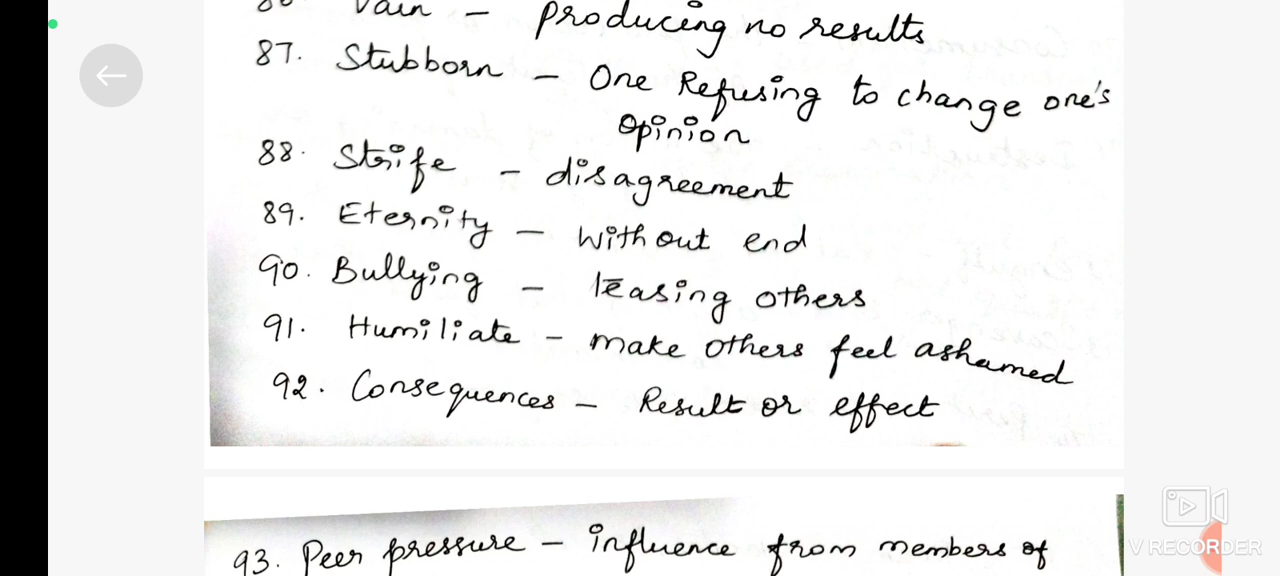 86 Vain - Producing no results
87. Stubborn - One Refusing to change one's
opinion
88. Strife - disagreement
89. Eternity - without end
90. Bullying - teasing others
91. Humiliate - make others feel ashamed
92. Consequences - Result or effect
93. Peer pressure - influence from members of
V RECORDER